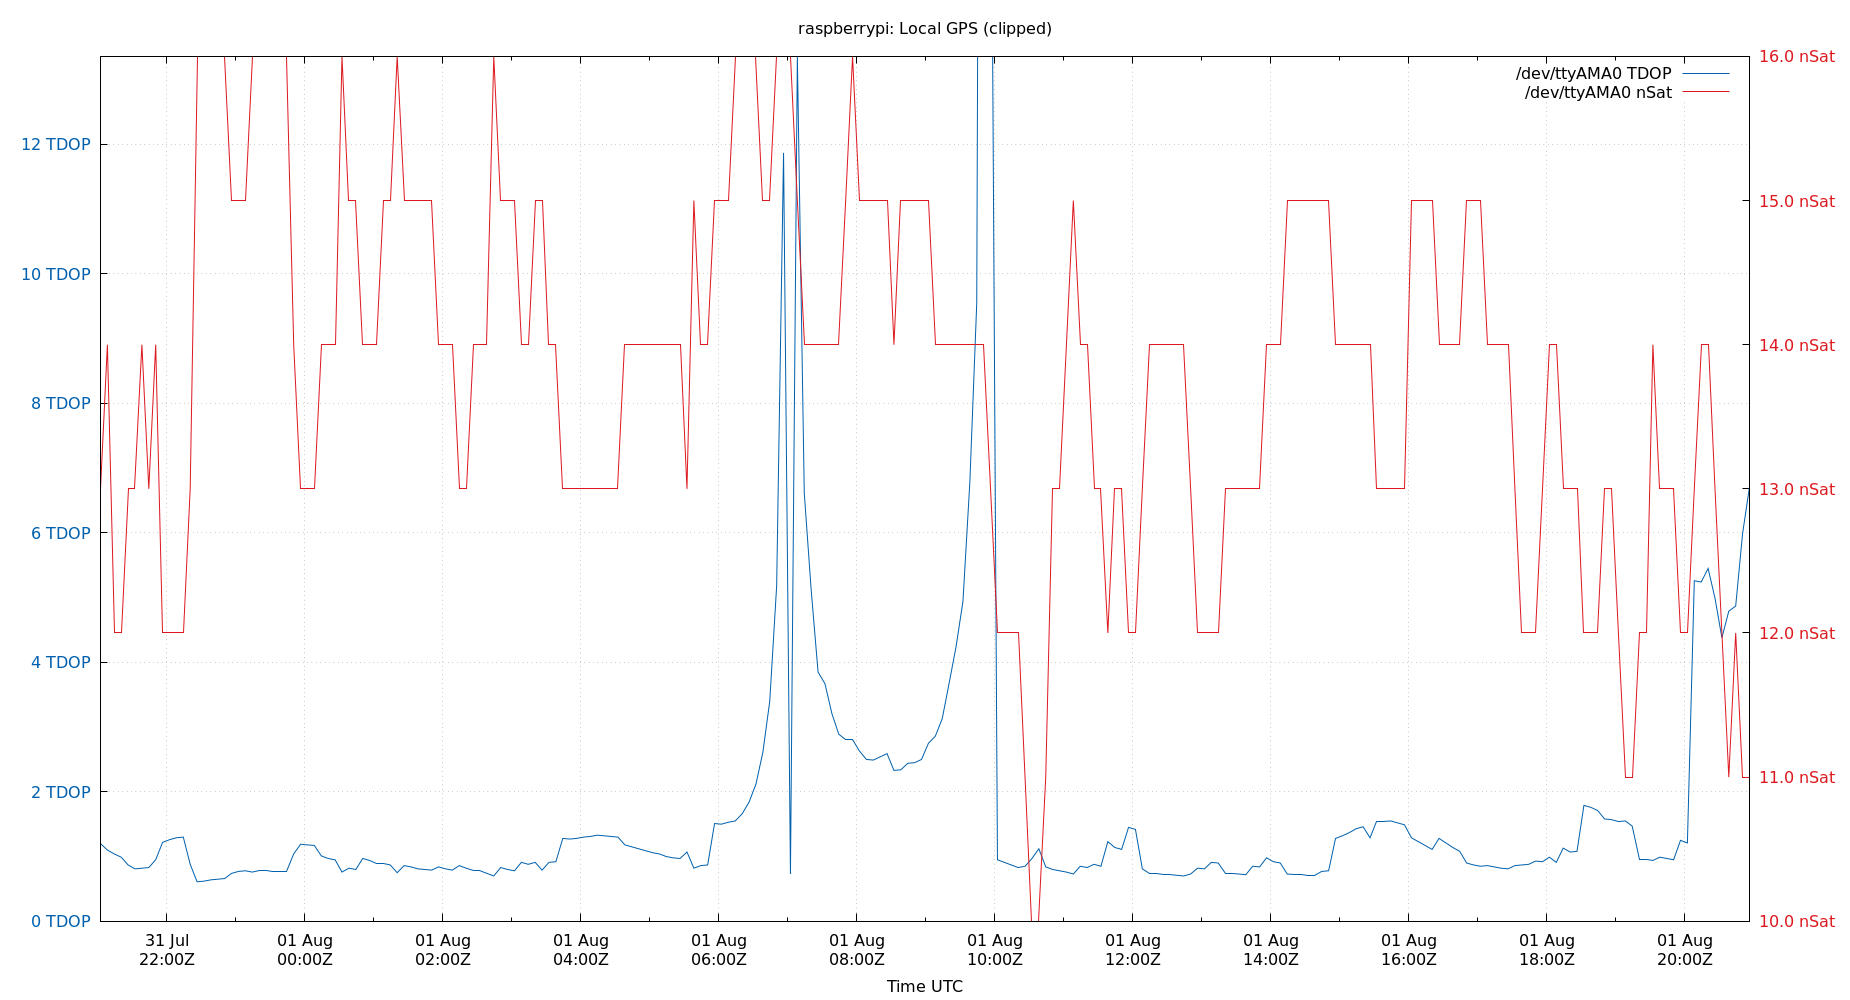 raspberrypi: Local GPS (clipped)
/dev/ttyAMA0 TDOP
/dev/ttyAMA0 nSat
12 TDOP
10 TDOP
8 TDOP
6 TDOP
4 TDOP
2 TDOP
0 TDOP
16.0 nSat
15.0 nSat
14.0 nSat
13.0 nSat
12.0 nSat
11.0 nSat
10.0 nSat
31 Jul
22:00Z
01 Aug
00:00Z
01 Aug
02:00Z
01 Aug
04:00Z
01 Aug
06:00Z
01 Aug
08:00Z
01 Aug
10:00Z
01 Aug
12:00Z
01 Aug
14:00Z
01 Aug
16:00Z
01 Aug
18:00Z
01 Aug
20:00Z
Time UTC